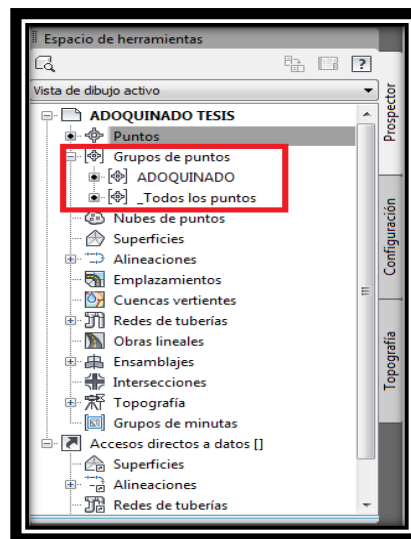 Espacio de herramientas
?
Vista de dibujo activo
ADOQUINADO TESIS
Puntos
Grupos de puntos
ADOQUINADO
_Todos los puntos
Nubes de puntos
Superficies
Alineaciones
Emplazamientos
Cuencas vertientes
Redes de tuberías
Obras lineales
Ensamblajes
Intersecciones
Topografía
Grupos de minutas
Accesos directos a datos []
Superficies
Alineaciones
Redes de tuberías
Prospector
Configuración
Topografía